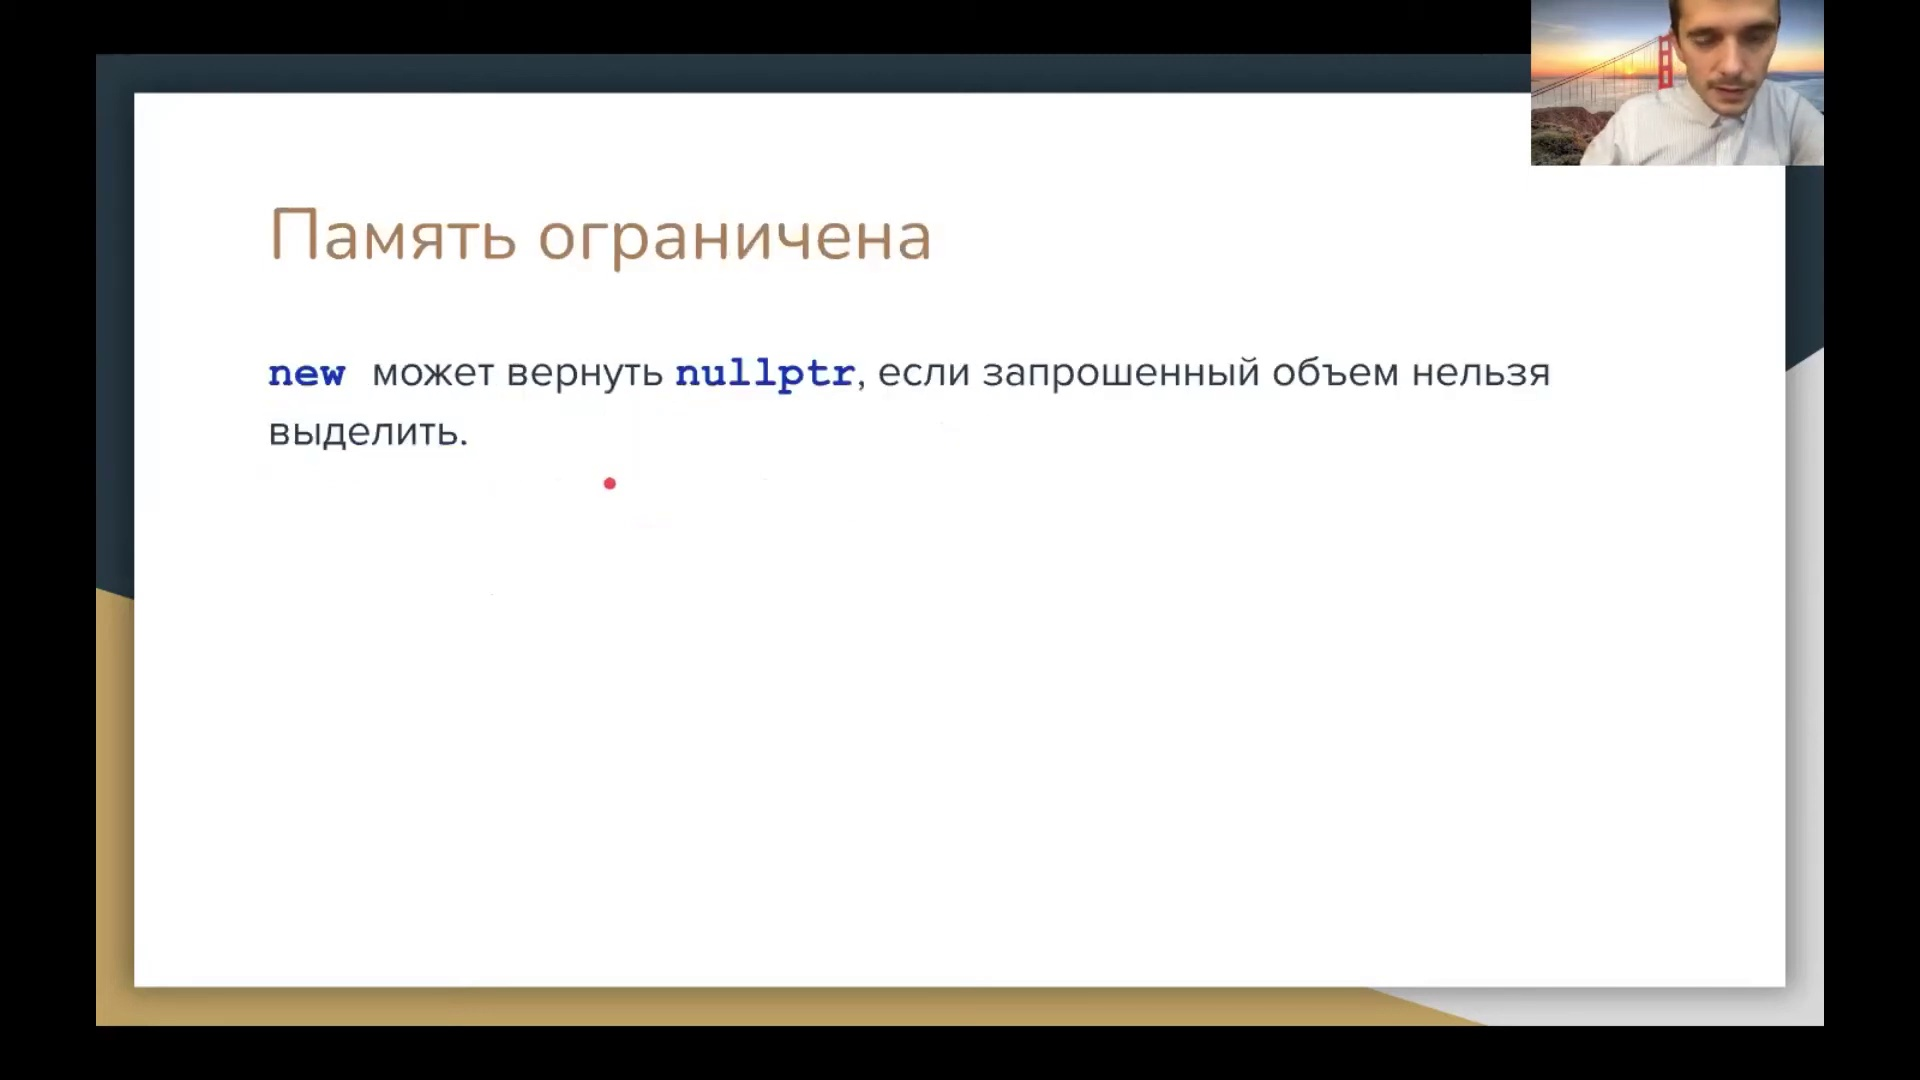 Память ограничена
new может вернуть nullptr, если запрошенный объем нельзя
выделить.